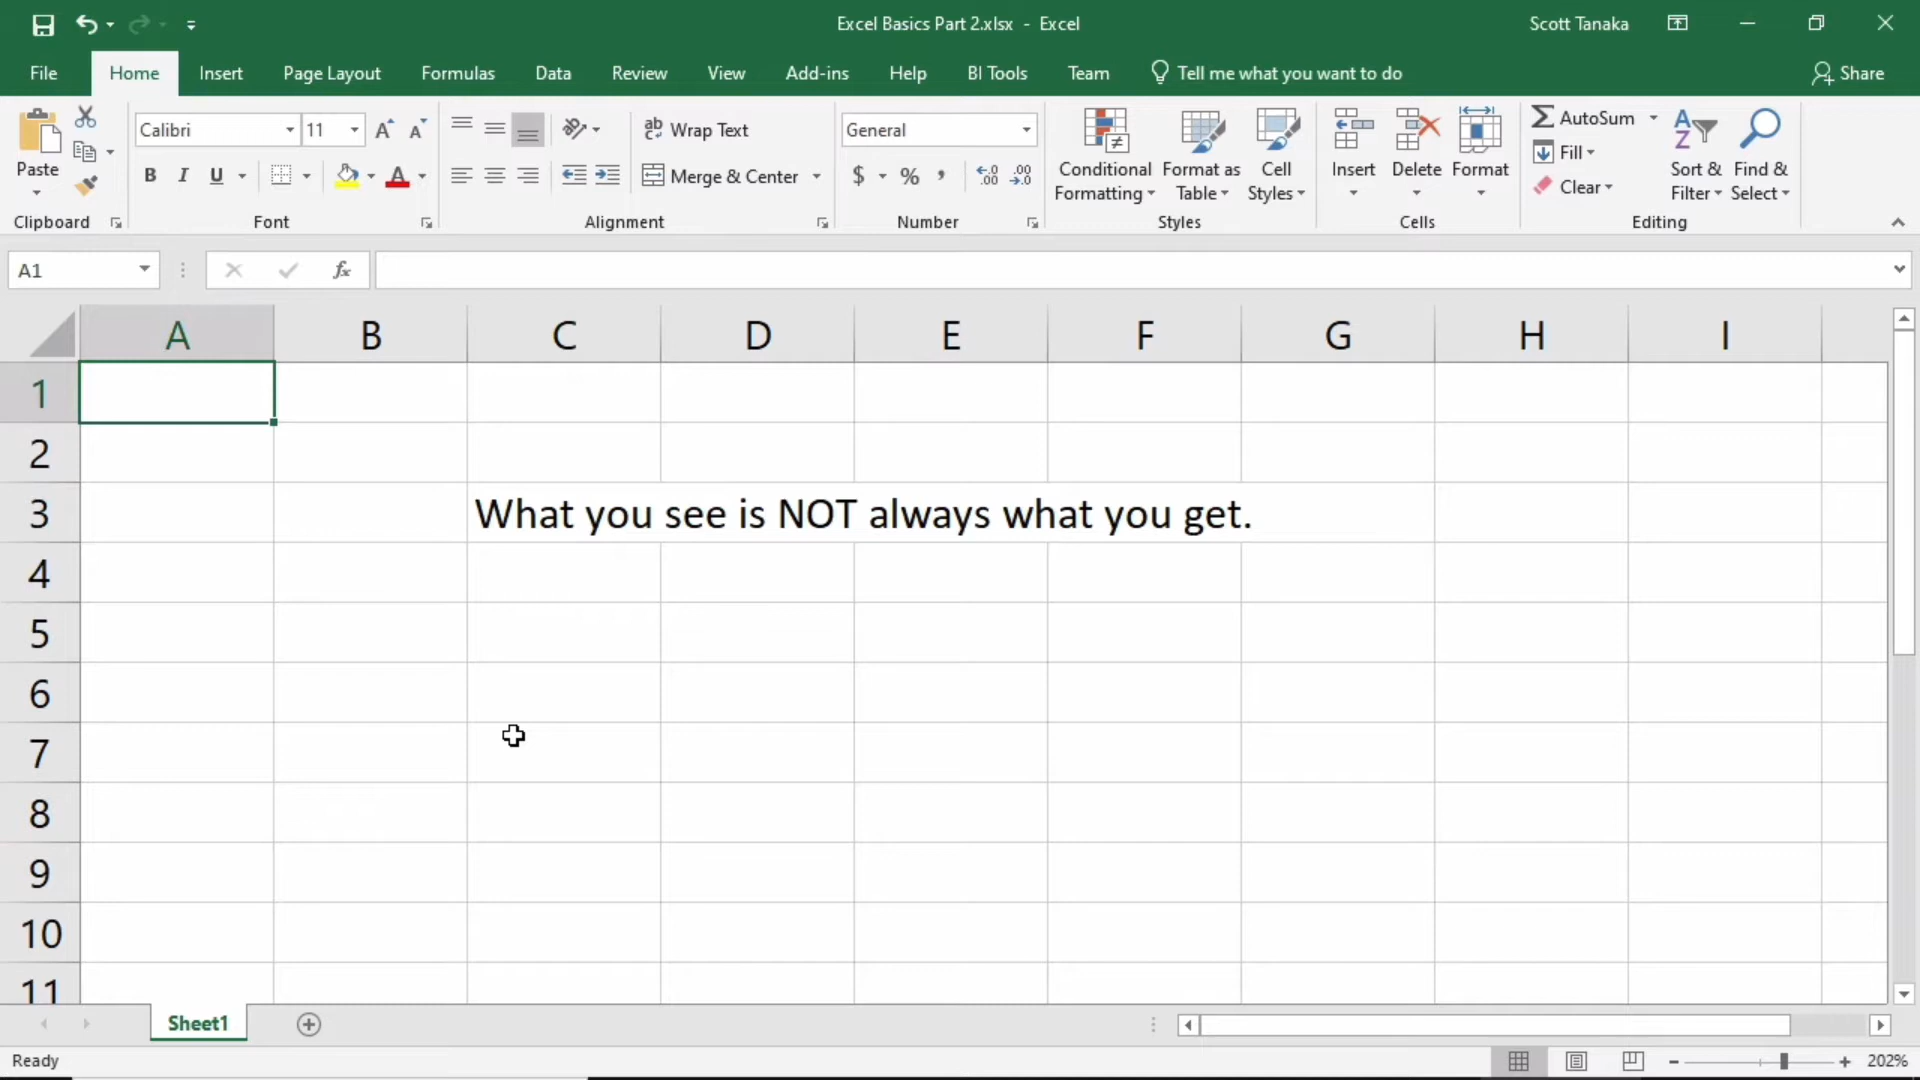 Excel Basics Part 2.xlsx - Excel
Scott Tanaka
File Home Insert Page Layout Formulas Data Review View Add-ins Help BI Tools Team Tell me what you want to do Share
Calibri 11
Wrap Text
General
AutoSum
Paste
B I U
Merge & Center
$ % ,
Conditional Formatting
Format as Table
Cell Styles
Insert
Delete
Format
Fill
Clear
Sort & Filter
Find & Select
Clipboard Font Alignment Number Styles Cells Editing
A1
fx
A B C D E F G H I
1
2
3 What you see is NOT always what you get.
4
5
6
7
8
9
10
11
Sheet1
Ready
202%